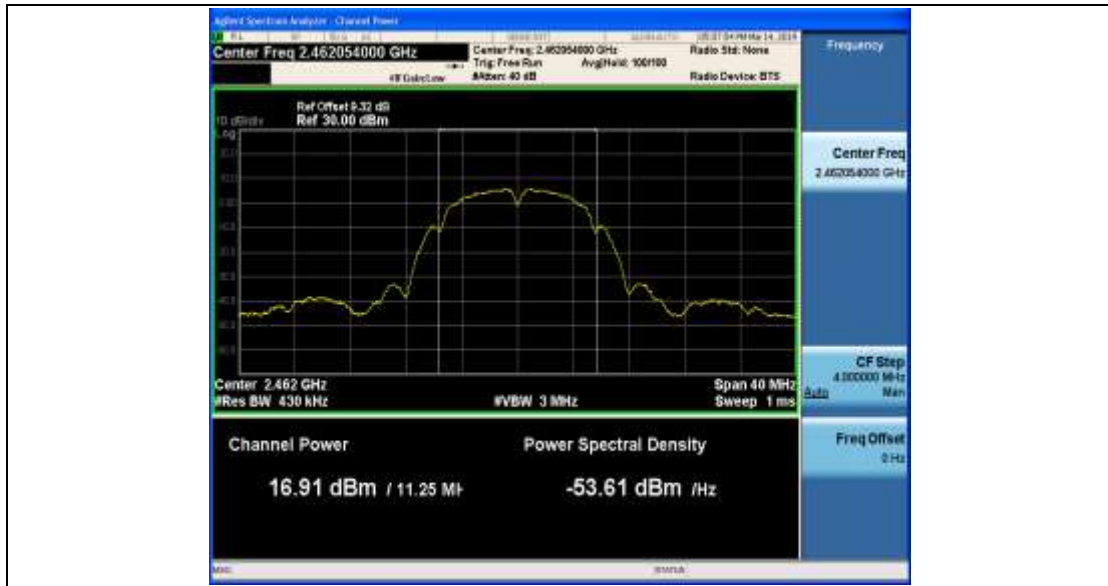 Agilent Spectrum Analyzer - Channel Power
Center Freq 2.462054000 GHz
Center Freq: 2.462054000 GHz
Trig: Free Run Avg|Hold: 100/100
#IFGain:Low #Atten: 40 dB
Radio Std: None
Radio Device: BTS
Frequency
Ref Offset 9.32 dB
10 dB/div Ref 30.00 dBm
Log
Center Freq
2.462054000 GHz
Center 2.462 GHz Span 40 MHz
#Res BW 430 kHz #VBW 3 MHz Sweep 1 ms
CF Step
4.000000 MHz
Auto Man
Channel Power Power Spectral Density
16.91 dBm / 11.25 MH -53.61 dBm /Hz
Freq Offset
0 Hz
MSG STATUS